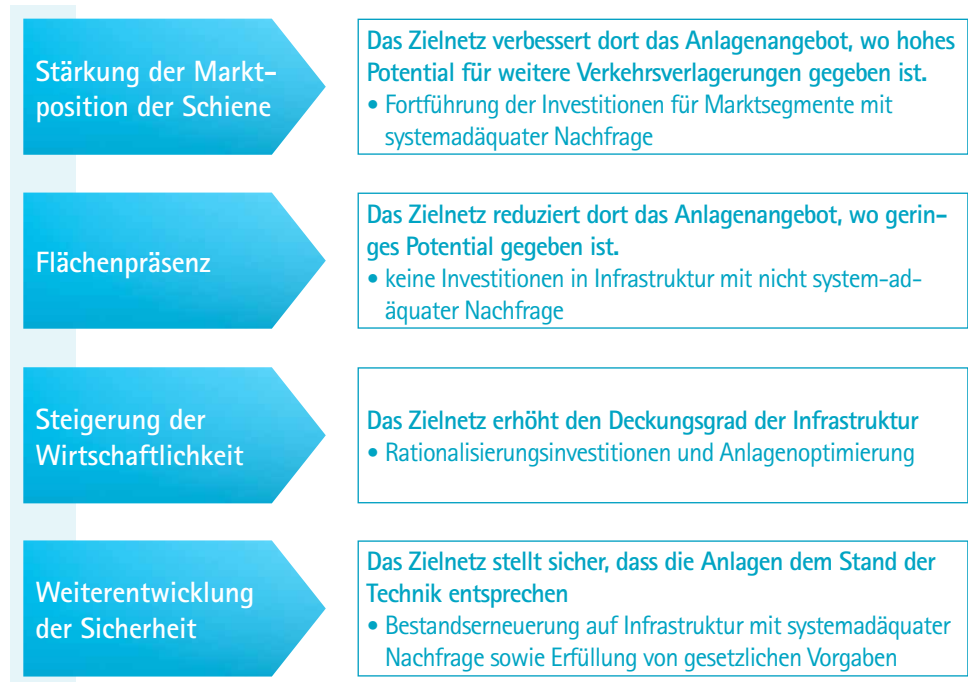 Stärkung der Markt-
position der Schiene
Das Zielnetz verbessert dort das Anlagenangebot, wo hohes
Potential für weitere Verkehrsverlagerungen gegeben ist.
• Fortführung der Investitionen für Marktsegmente mit
systemadäquater Nachfrage
Flächenpräsenz
Das Zielnetz reduziert dort das Anlagenangebot, wo gerin-
ges Potential gegeben ist.
• keine Investitionen in Infrastruktur mit nicht system-ad-
äquater Nachfrage
Steigerung der
Wirtschaftlichkeit
Das Zielnetz erhöht den Deckungsgrad der Infrastruktur
• Rationalisierungsinvestitionen und Anlagenoptimierung
Weiterentwicklung
der Sicherheit
Das Zielnetz stellt sicher, dass die Anlagen dem Stand der
Technik entsprechen
• Bestandserneuerung auf Infrastruktur mit systemadäquater
Nachfrage sowie Erfüllung von gesetzlichen Vorgaben